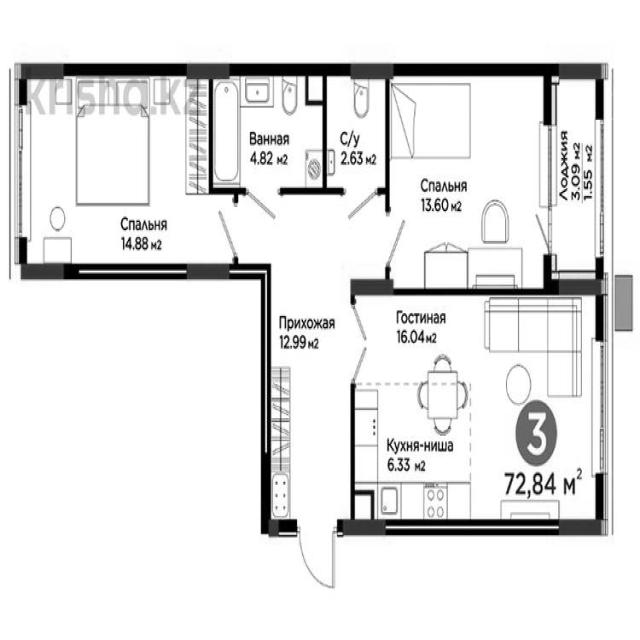 krisha.kz
Ванная
4.82 м2
С/у
2.63 м2
Спальня
13.60 м2
Лоджия
3.09 м2
1.55 м2
Спальня
14.88 м2
Прихожая
12.99 м2
Гостиная
16.04 м2
Кухня-ниша
6.33 м2
3
72,84 м2